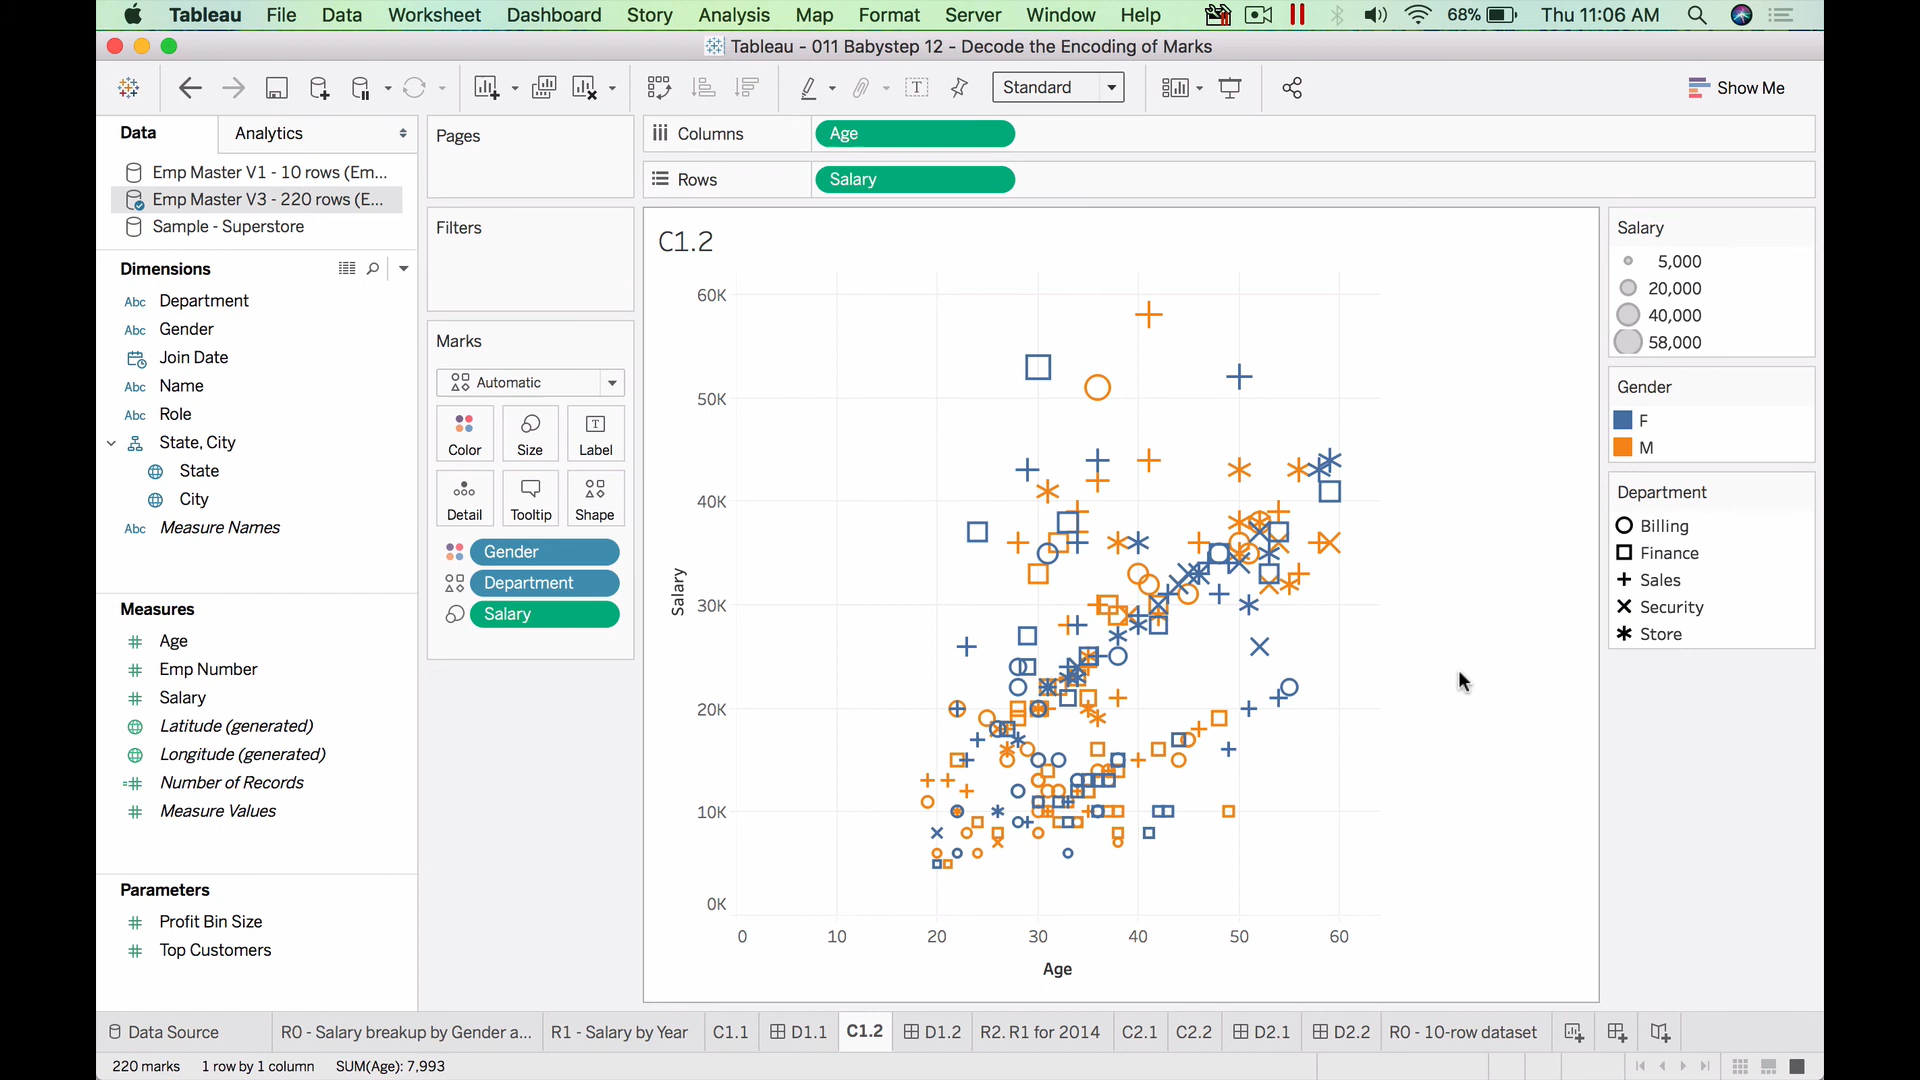 Tableau File Data Worksheet Dashboard Story Analysis Map Format Server Window Help 68% Thu 11:06 AM
Tableau - 011 Babystep 12 - Decode the Encoding of Marks
Standard Show Me
Data Analytics
Emp Master V1 - 10 rows (Em...
Emp Master V3 - 220 rows (E...
Sample - Superstore
Dimensions
Abc Department
Abc Gender
Join Date
Abc Name
Abc Role
State, City
State
City
Abc Measure Names
Measures
Age
Emp Number
Salary
Latitude (generated)
Longitude (generated)
Number of Records
Measure Values
Parameters
Profit Bin Size
Top Customers
Pages
Filters
Marks
Automatic
Color Size Label
Detail Tooltip Shape
Gender
Department
Salary
Columns Age
Rows Salary
C1.2
60K
50K
40K
30K
20K
10K
0K
Salary
0 10 20 30 40 50 60
Age
Salary
5,000
20,000
40,000
58,000
Gender
F
M
Department
Billing
Finance
Sales
Security
Store
Data Source R0 - Salary breakup by Gender a... R1 - Salary by Year C1.1 D1.1 C1.2 D1.2 R2. R1 for 2014 C2.1 C2.2 D2.1 D2.2 R0 - 10-row dataset
220 marks 1 row by 1 column SUM(Age): 7,993